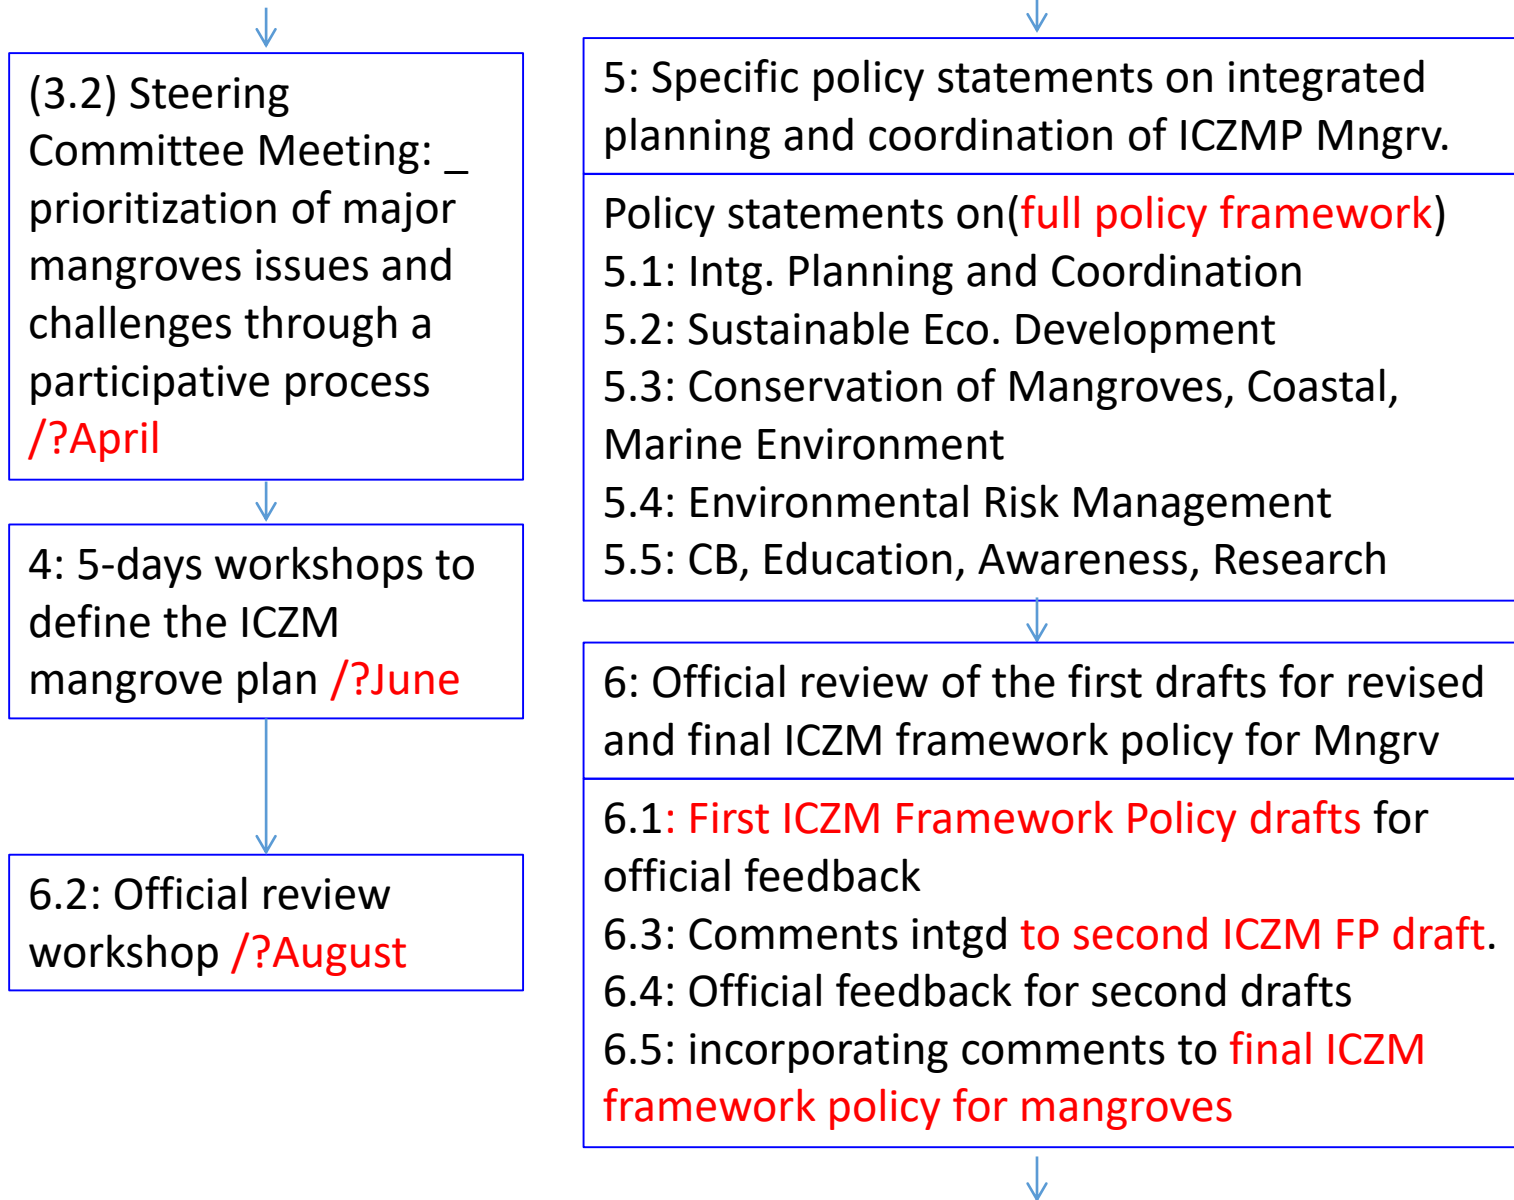 (3.2) Steering
Committee Meeting: _
prioritization of major
mangroves issues and
challenges through a
participative process
/?April
4: 5-days workshops to
define the ICZM
mangrove plan /?June
6.2: Official review
workshop /?August
5: Specific policy statements on integrated
planning and coordination of ICZMP Mngrv.
Policy statements on(full policy framework)
5.1: Intg. Planning and Coordination
5.2: Sustainable Eco. Development
5.3: Conservation of Mangroves, Coastal,
Marine Environment
5.4: Environmental Risk Management
5.5: CB, Education, Awareness, Research
6: Official review of the first drafts for revised
and final ICZM framework policy for Mngrv
6.1: First ICZM Framework Policy drafts for
official feedback
6.3: Comments intgd to second ICZM FP draft.
6.4: Official feedback for second drafts
6.5: incorporating comments to final ICZM
framework policy for mangroves